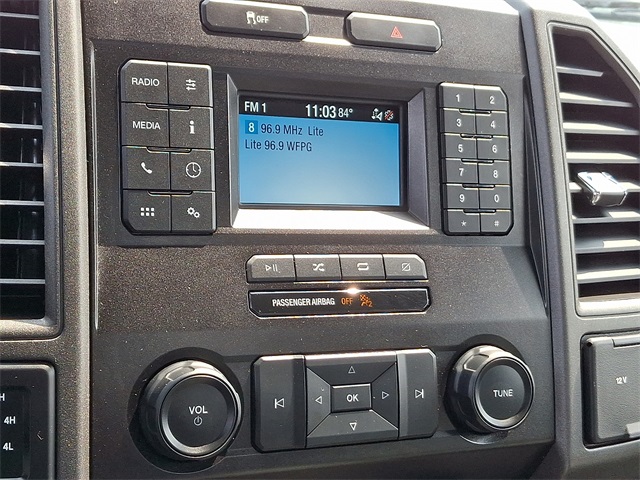 OFF
RADIO
MEDIA
i
FM 1 11:03 84°
8 96.9 MHz Lite
Lite 96.9 WFPG
1 2
3 4
5 6
7 8
9 0
* #
PASSENGER AIRBAG OFF 2
VOL
OK
TUNE
H
4H
4L
12V